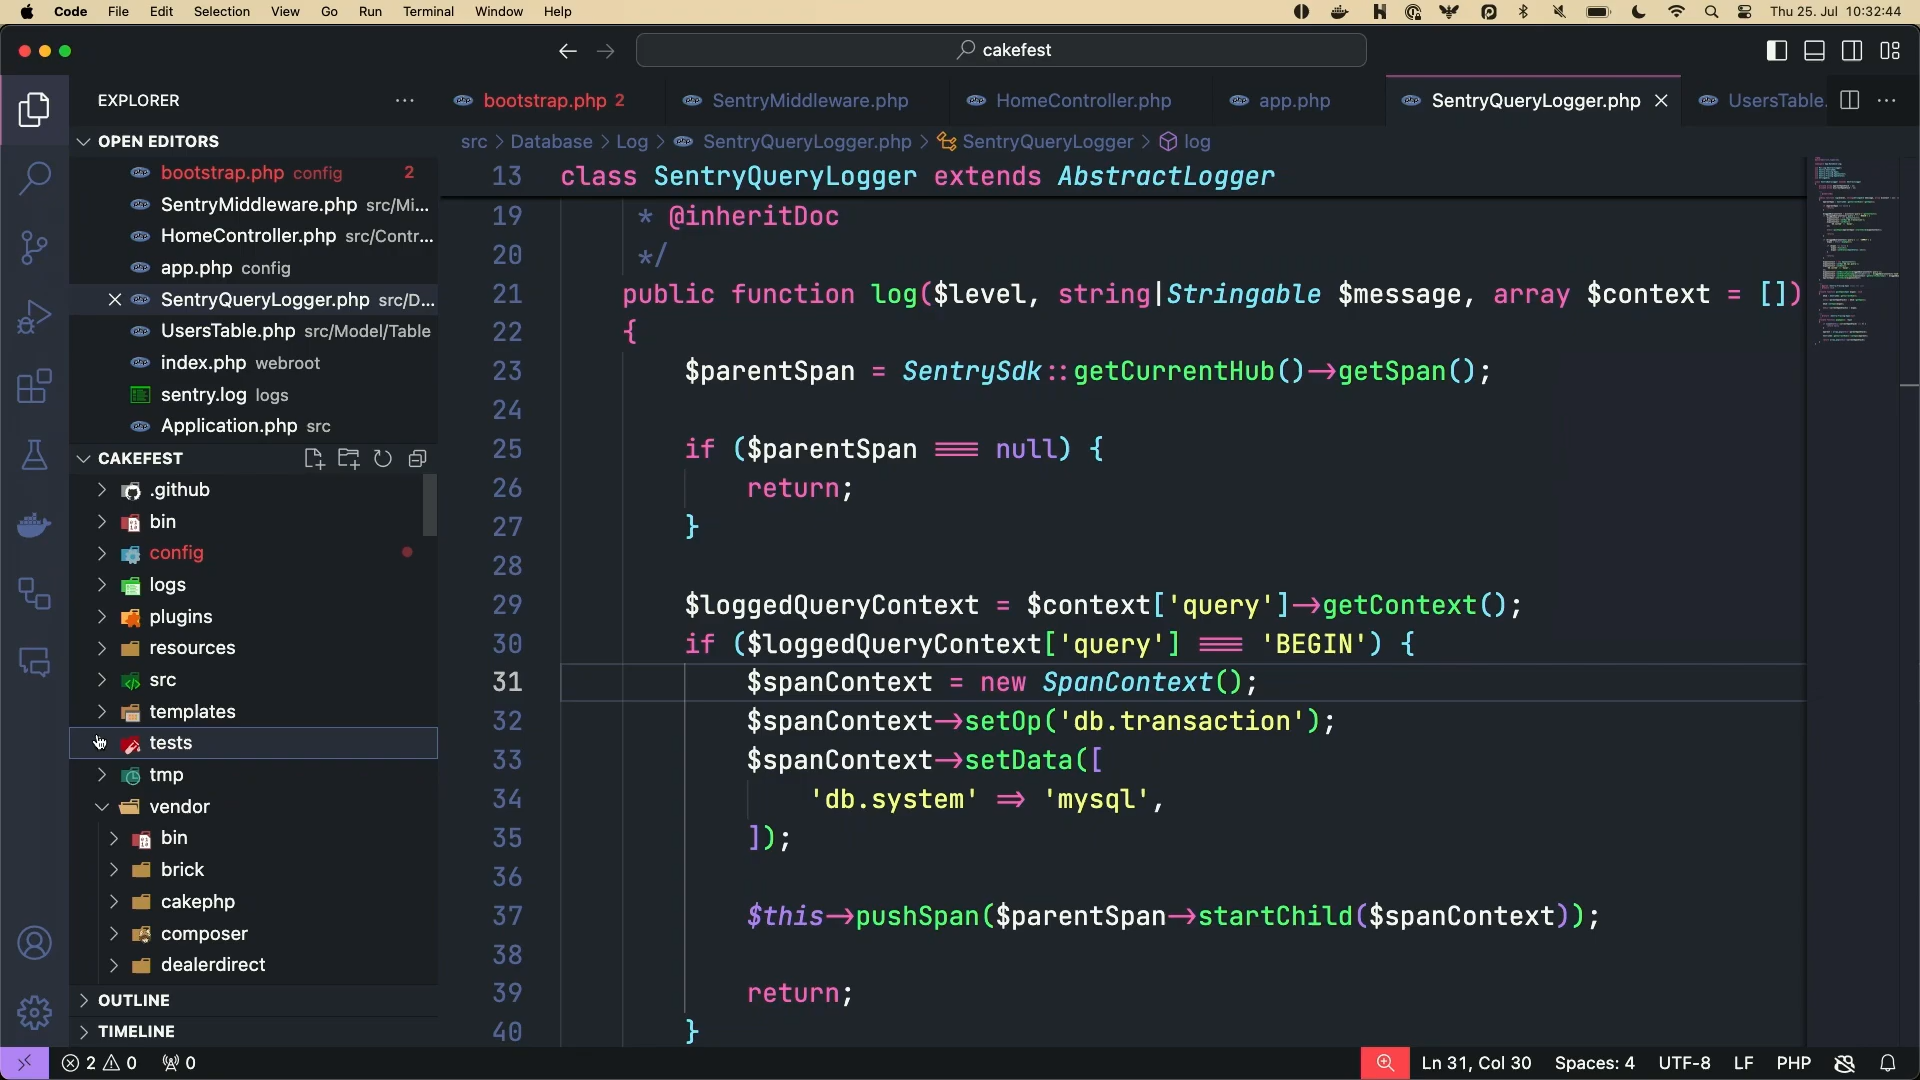 Code File Edit Selection View Go Run Terminal Window Help Thu 25. Jul 10:32:44
cakefest
EXPLORER
OPEN EDITORS
bootstrap.php config 2
SentryMiddleware.php src/Mi...
HomeController.php src/Contr...
app.php config
SentryQueryLogger.php src/D...
UsersTable.php src/Model/Table
index.php webroot
sentry.log logs
Application.php src
CAKEFEST
.github
bin
config
logs
plugins
resources
src
templates
tests
tmp
vendor
bin
brick
cakephp
composer
dealerdirect
OUTLINE
TIMELINE
bootstrap.php 2 SentryMiddleware.php HomeController.php app.php SentryQueryLogger.php UsersTable.
src > Database > Log > SentryQueryLogger.php > SentryQueryLogger > log
13 class SentryQueryLogger extends AbstractLogger
19 * @inheritDoc
20 */
21 public function log($level, string|Stringable $message, array $context = [])
22 {
23 $parentSpan = SentrySdk::getCurrentHub()->getSpan();
24
25 if ($parentSpan === null) {
26 return;
27 }
28
29 $loggedQueryContext = $context['query']->getContext();
30 if ($loggedQueryContext['query'] === 'BEGIN') {
31 $spanContext = new SpanContext();
32 $spanContext->setOp('db.transaction');
33 $spanContext->setData([
34 'db.system' => 'mysql',
35 ]);
36
37 $this->pushSpan($parentSpan->startChild($spanContext));
38
39 return;
40 }
2 0 0 Ln 31, Col 30 Spaces: 4 UTF-8 LF PHP